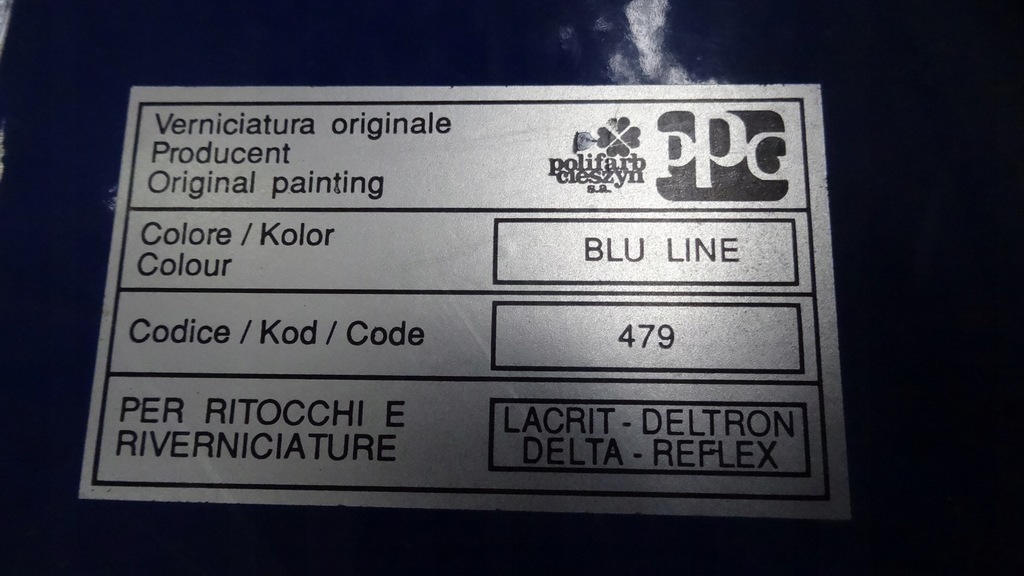 Verniciatura originale
Producent
Original painting
polifarb
cieszyn
s.a.
PPG
Colore / Kolor
Colour
BLU LINE
Codice / Kod / Code
479
PER RITOCCHI E
RIVERNICIATURE
LACRIT - DELTRON
DELTA - REFLEX